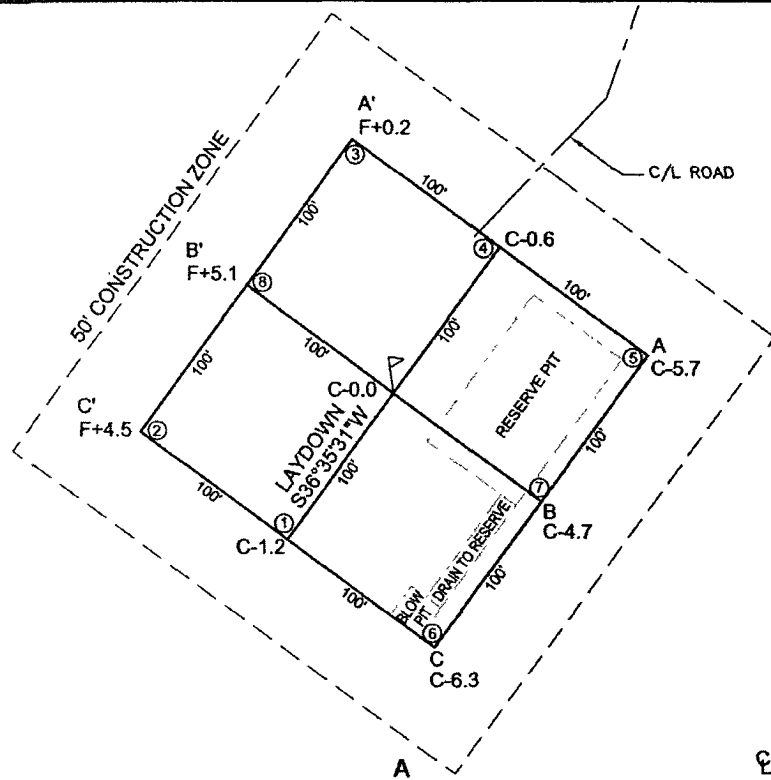 A'
F+0.2
③
100'
C/L ROAD
④ C-0.6
100'
100'
B'
F+5.1
⑧
50' CONSTRUCTION ZONE
A
⑤
C-5.7
RESERVE PIT
100'
100'
C-0.0
C'
F+4.5
②
LAYDOWN
S36°35'31"W
100'
100'
⑦
B
C-4.7
100'
①
C-1.2
DRAIN TO RESERVE
100'
100'
BLOW
PIT
⑥
C
C-6.3
A
℄